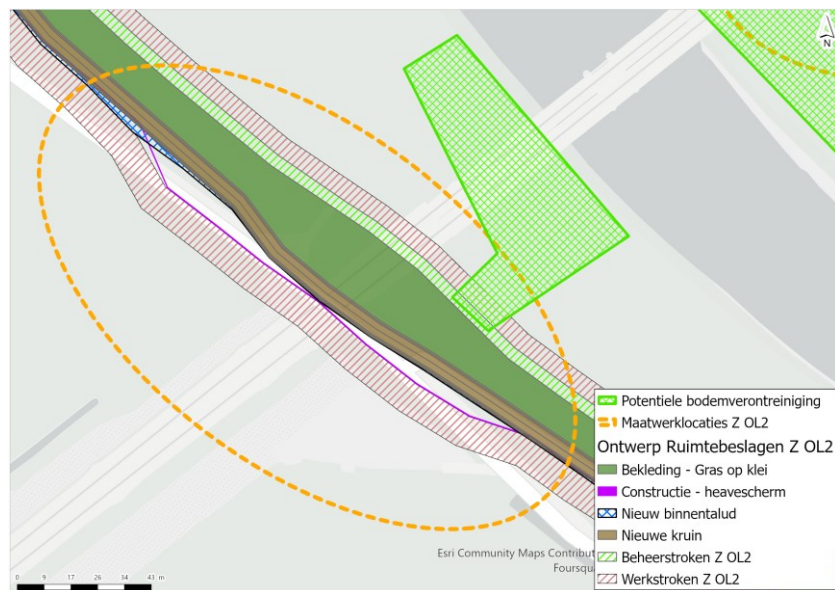 N
Potentiele bodemverontreiniging
Maatwerklocaties Z OL2
Ontwerp Ruimtebeslagen Z OL2
Bekleding - Gras op klei
Constructie - heavescherm
Nieuw binnentalud
Nieuwe kruin
Beheerstroken Z OL2
Werkstroken Z OL2
Esri Community Maps Contribut
Foursqua
0 9 17 26 34 43 m